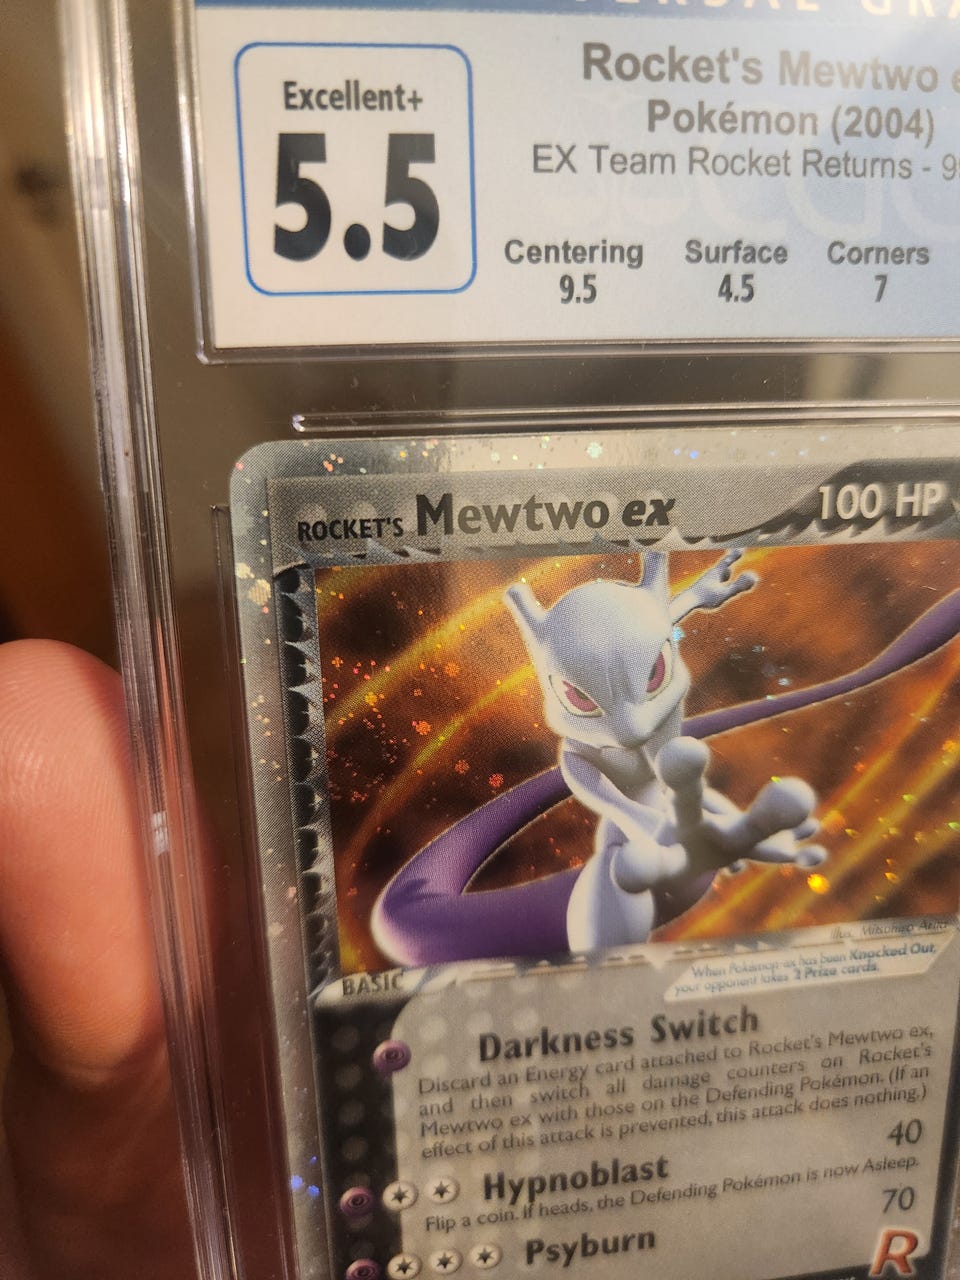 Excellent+
5.5
Rocket's Mewtwo e
Pokémon (2004)
EX Team Rocket Returns - 9
Centering Surface Corners
9.5 4.5 7
ROCKET'S Mewtwo ex 100 HP
Illus. Mitsuhiro Arita
BASIC
When Pokémon-ex has been Knocked Out,
your opponent takes 2 Prize cards.
Darkness Switch
Discard an Energy card attached to Rocket's Mewtwo ex,
and then switch all damage counters on Rocket's
Mewtwo ex with those on the Defending Pokémon. (If an
effect of this attack is prevented, this attack does nothing.)
Hypnoblast 40
Flip a coin. If heads, the Defending Pokémon is now Asleep.
Psyburn 70
R